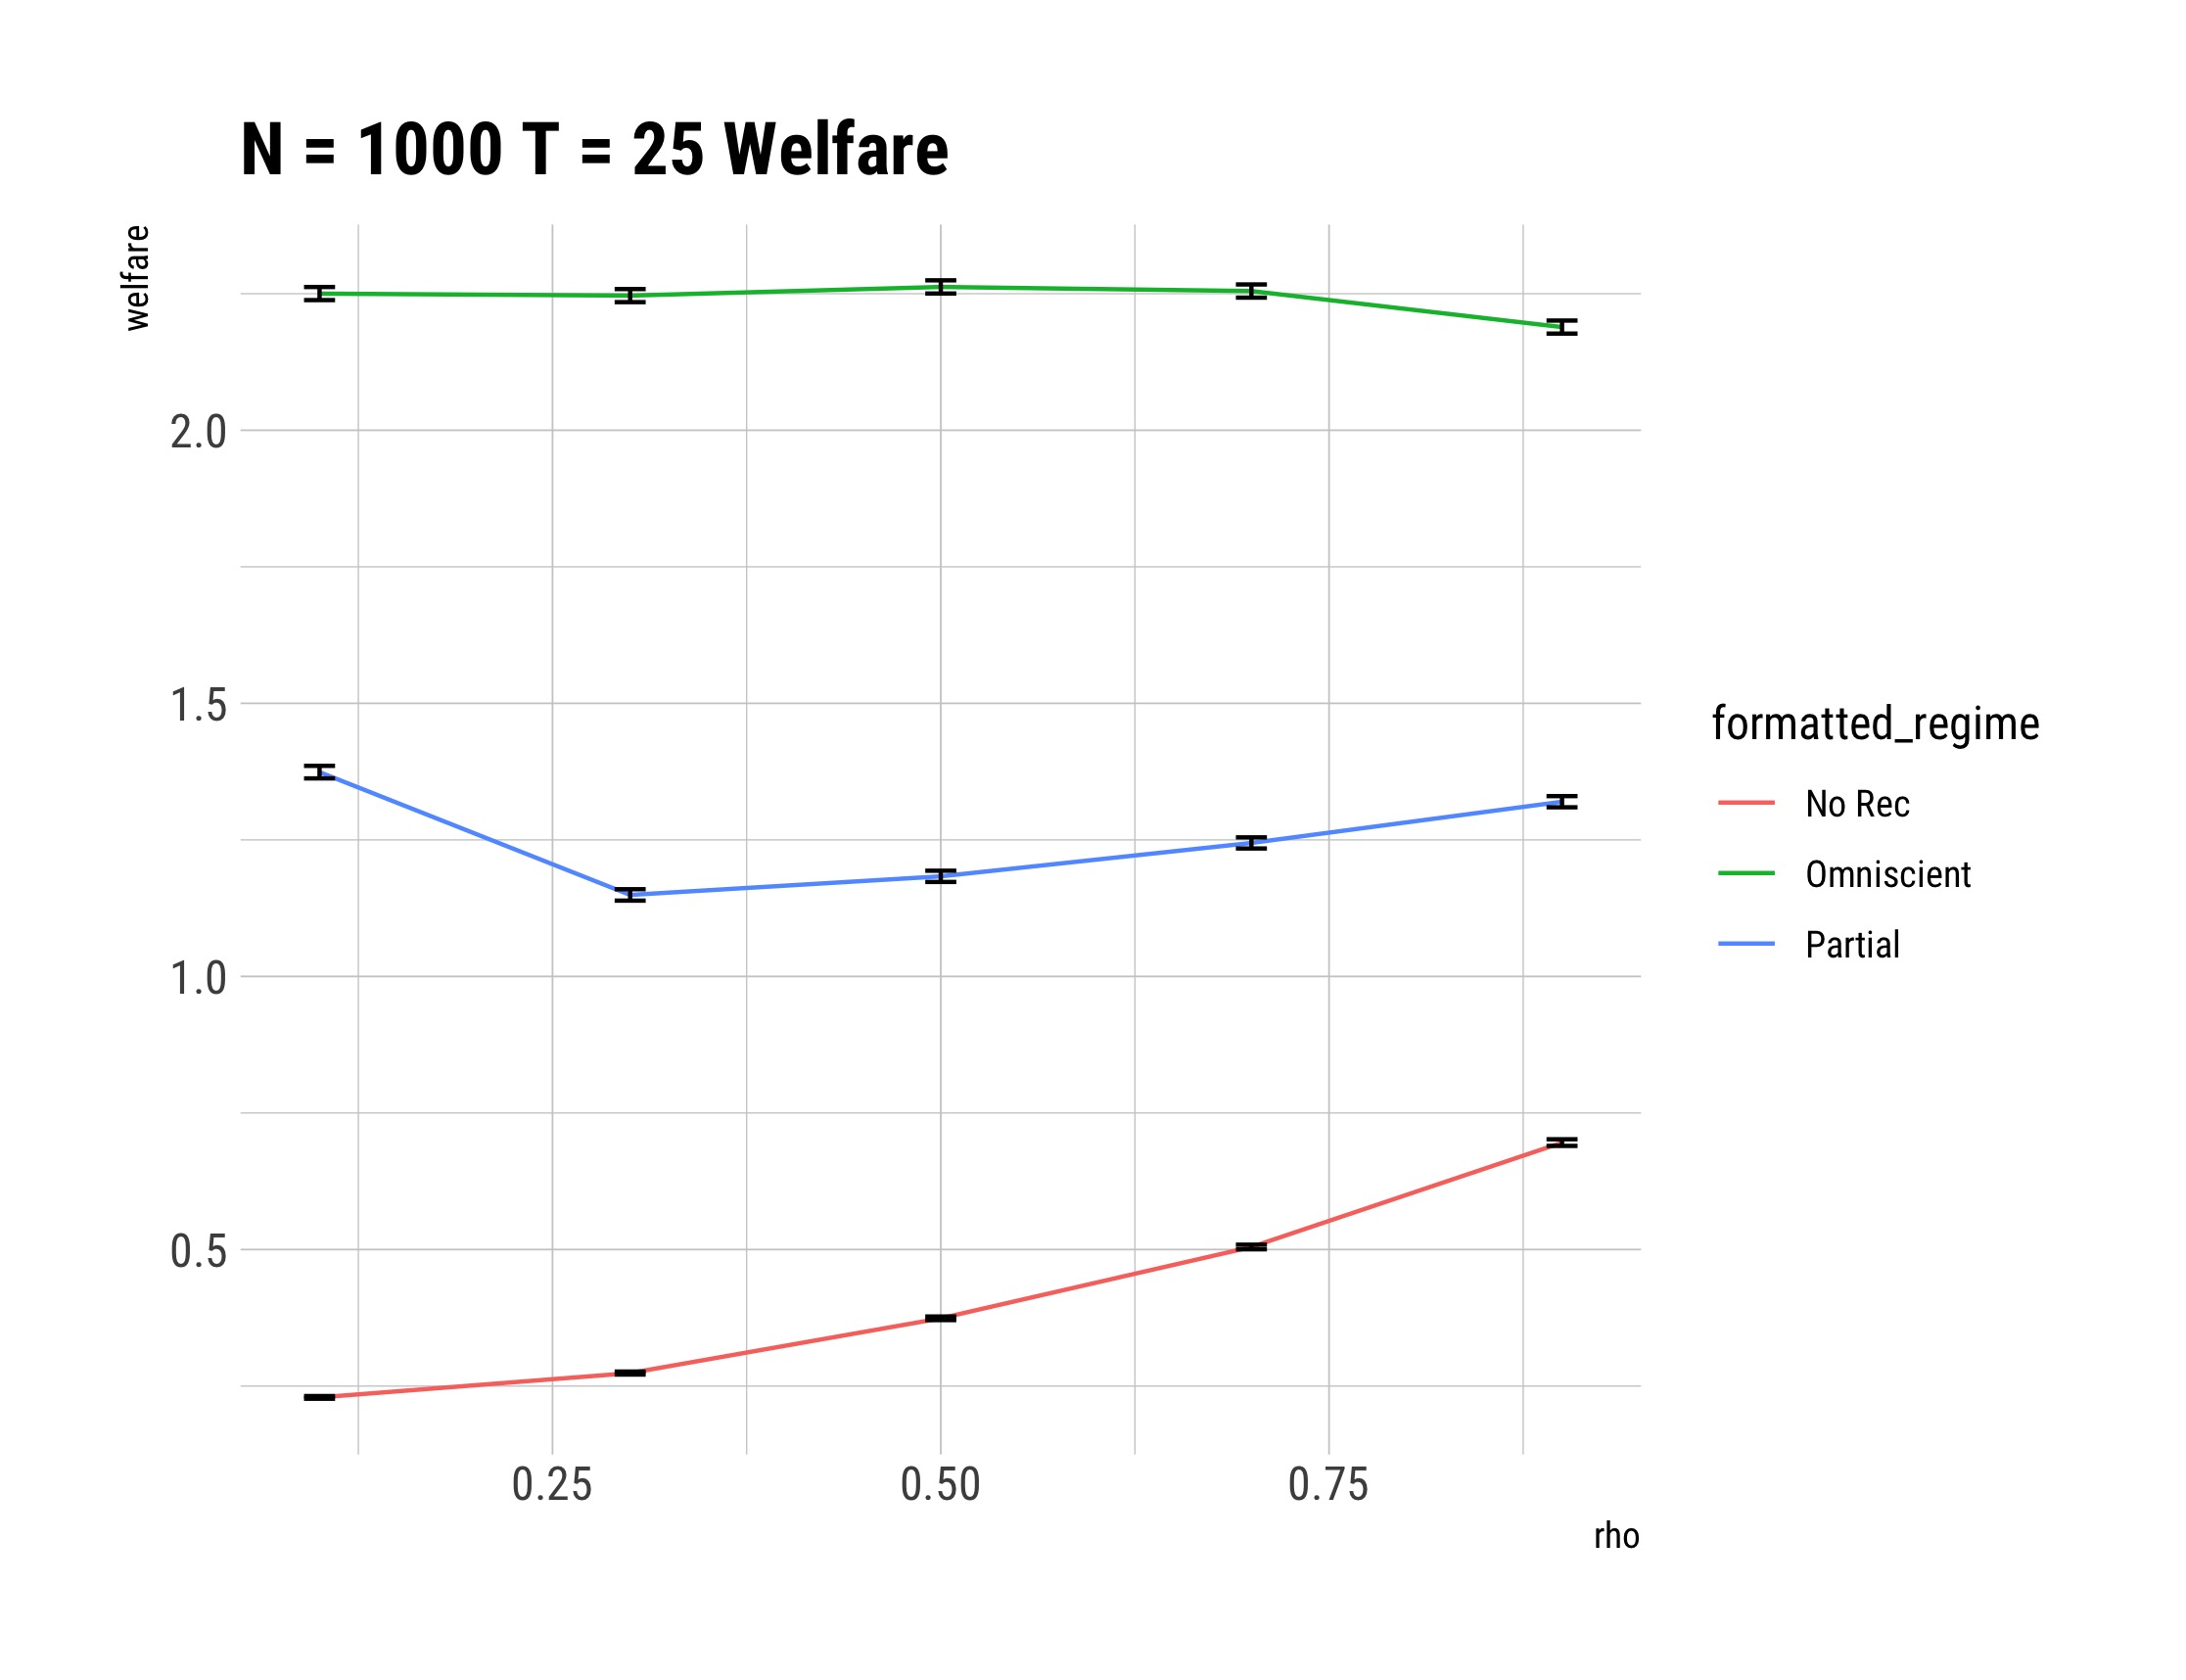 N = 1000 T = 25 Welfare
welfare
2.0
1.5
1.0
0.5
0.25 0.50 0.75
rho
formatted_regime
No Rec
Omniscient
Partial